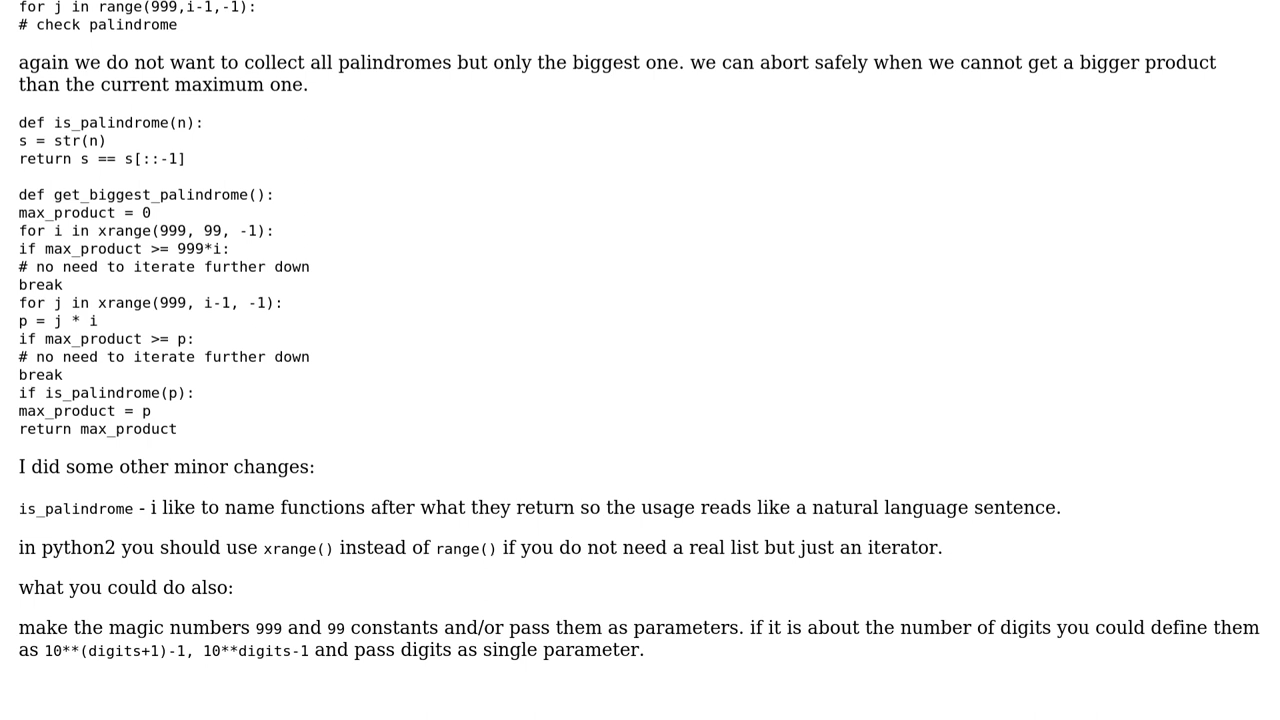 for j in range(999,i-1,-1):
# check palindrome
again we do not want to collect all palindromes but only the biggest one. we can abort safely when we cannot get a bigger product
than the current maximum one.
def is_palindrome(n):
s = str(n)
return s == s[::-1]
def get_biggest_palindrome():
max_product = 0
for i in xrange(999, 99, -1):
if max_product >= 999*i:
# no need to iterate further down
break
for j in xrange(999, i-1, -1):
p = j * i
if max_product >= p:
# no need to iterate further down
break
if is_palindrome(p):
max_product = p
return max_product
I did some other minor changes:
is_palindrome - i like to name functions after what they return so the usage reads like a natural language sentence.
in python2 you should use xrange() instead of range() if you do not need a real list but just an iterator.
what you could do also:
make the magic numbers 999 and 99 constants and/or pass them as parameters. if it is about the number of digits you could define them
as 10**(digits+1)-1, 10**digits-1 and pass digits as single parameter.